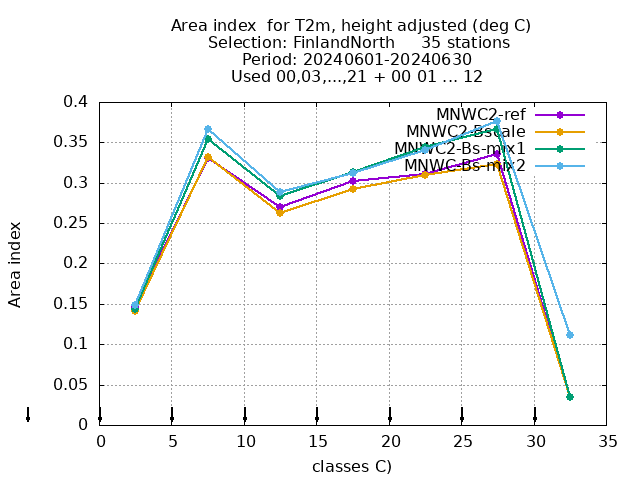 Area index  for T2m, height adjusted (deg C)
Selection: FinlandNorth     35 stations
Period: 20240601-20240630
Used 00,03,...,21 + 00 01 ... 12
MNWC2-ref
MNWC2-Bscale
MNWC2-Bs-mix1
MNWC-Bs-mix2
0.4
0.35
0.3
0.25
0.2
0.15
0.1
0.05
0
Area index
0 5 10 15 20 25 30 35
classes C)